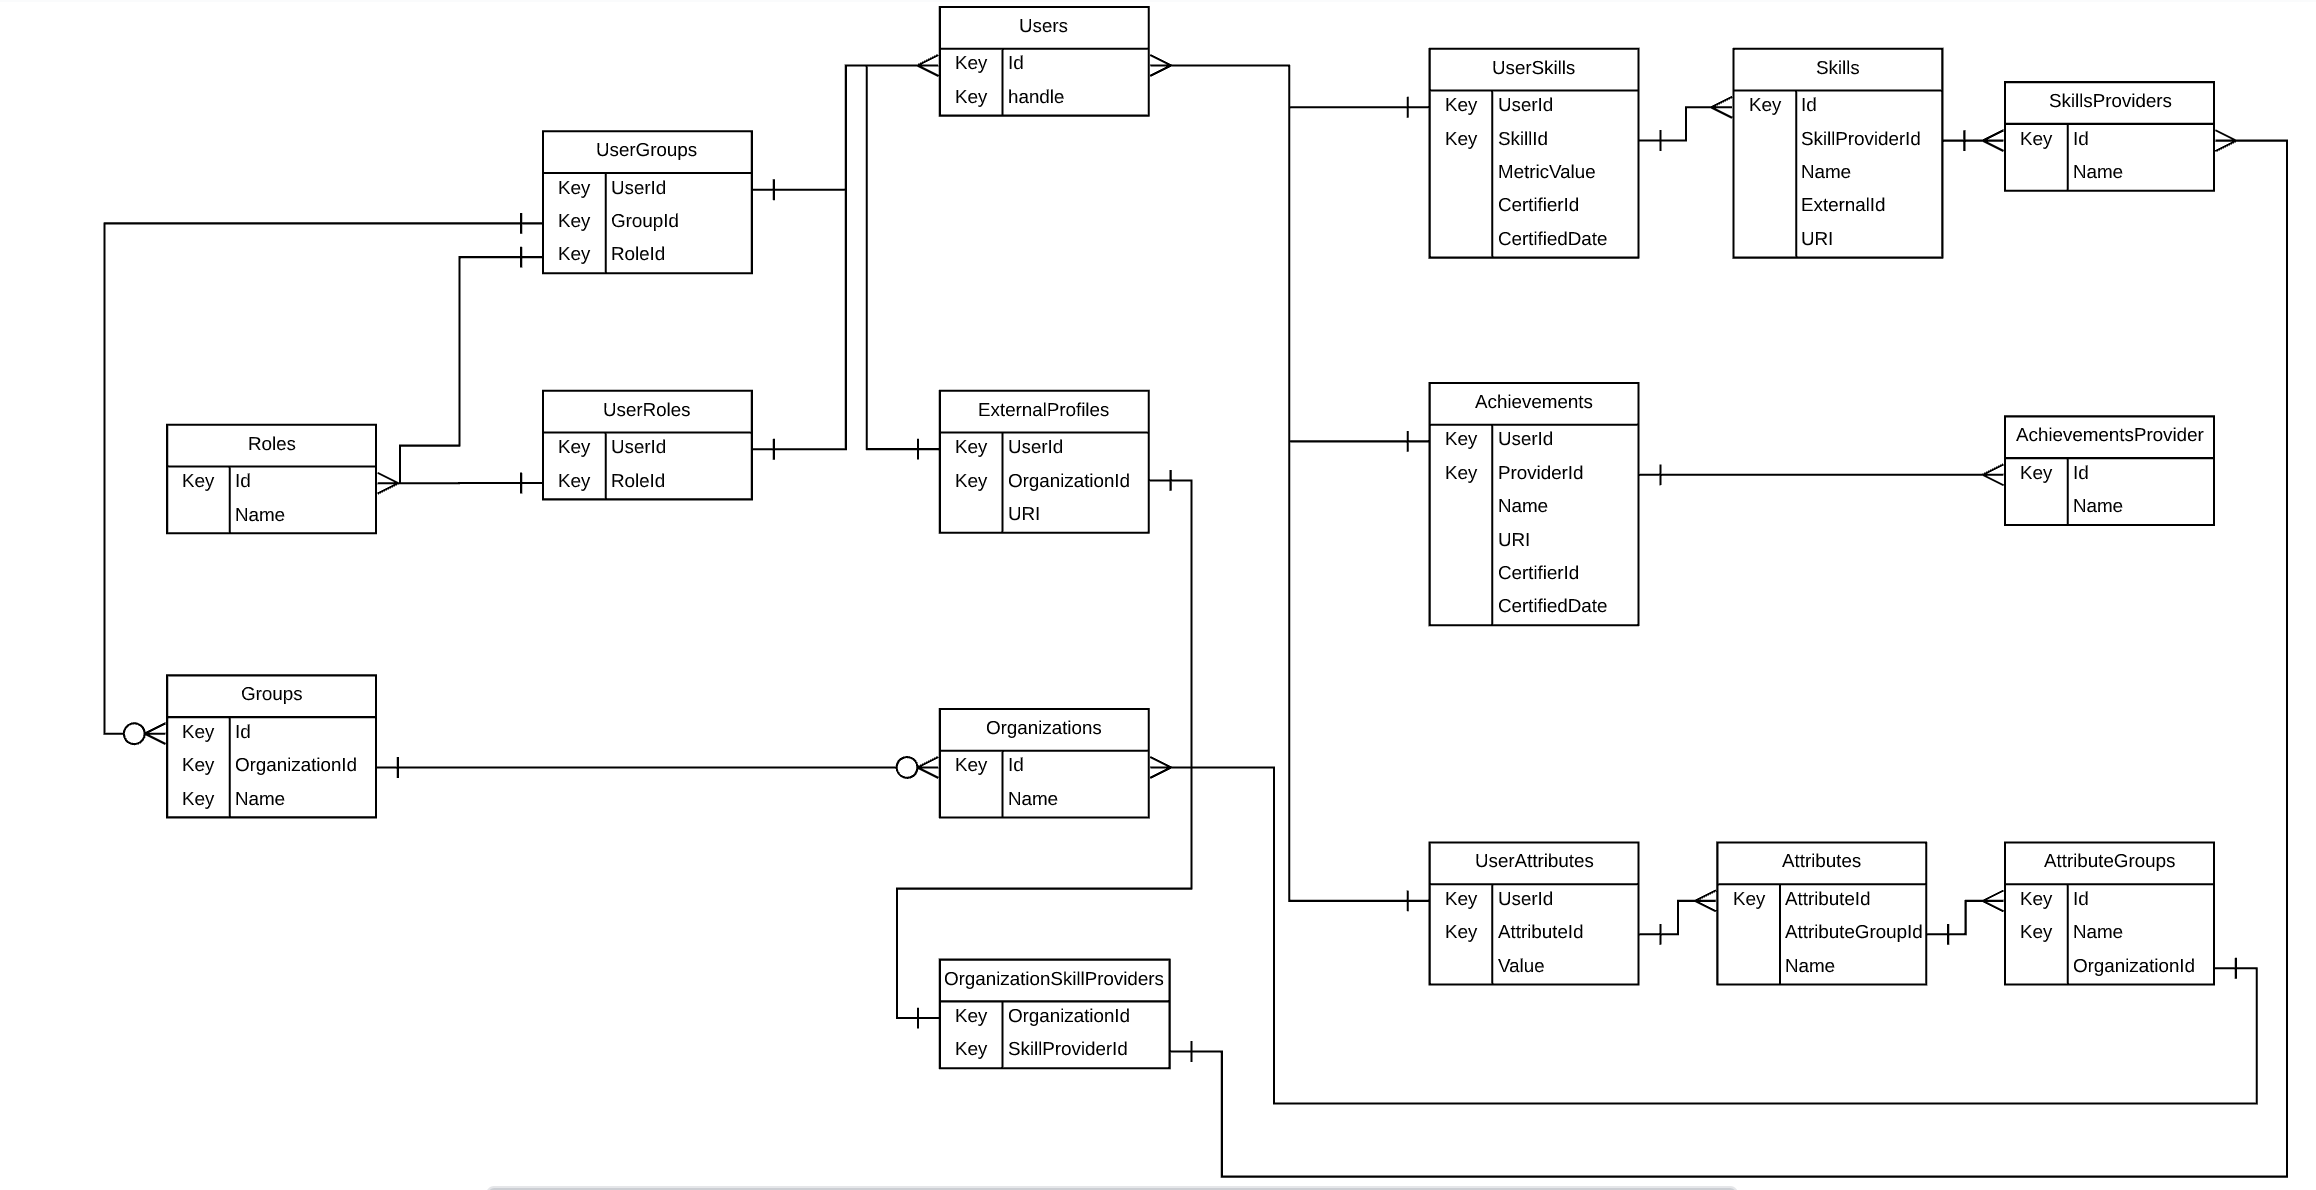 Users
Key Id
Key handle
UserSkills
Key UserId
Key SkillId
MetricValue
CertifierId
CertifiedDate
Skills
Key Id
SkillProviderId
Name
ExternalId
URI
SkillsProviders
Key Id
Name
UserGroups
Key UserId
Key GroupId
Key RoleId
Roles
Key Id
Name
UserRoles
Key UserId
Key RoleId
ExternalProfiles
Key UserId
Key OrganizationId
URI
Achievements
Key UserId
Key ProviderId
Name
URI
CertifierId
CertifiedDate
AchievementsProvider
Key Id
Name
Groups
Key Id
Key OrganizationId
Key Name
Organizations
Key Id
Name
UserAttributes
Key UserId
Key AttributeId
Value
Attributes
Key AttributeId
AttributeGroupId
Name
AttributeGroups
Key Id
Key Name
OrganizationId
OrganizationSkillProviders
Key OrganizationId
Key SkillProviderId